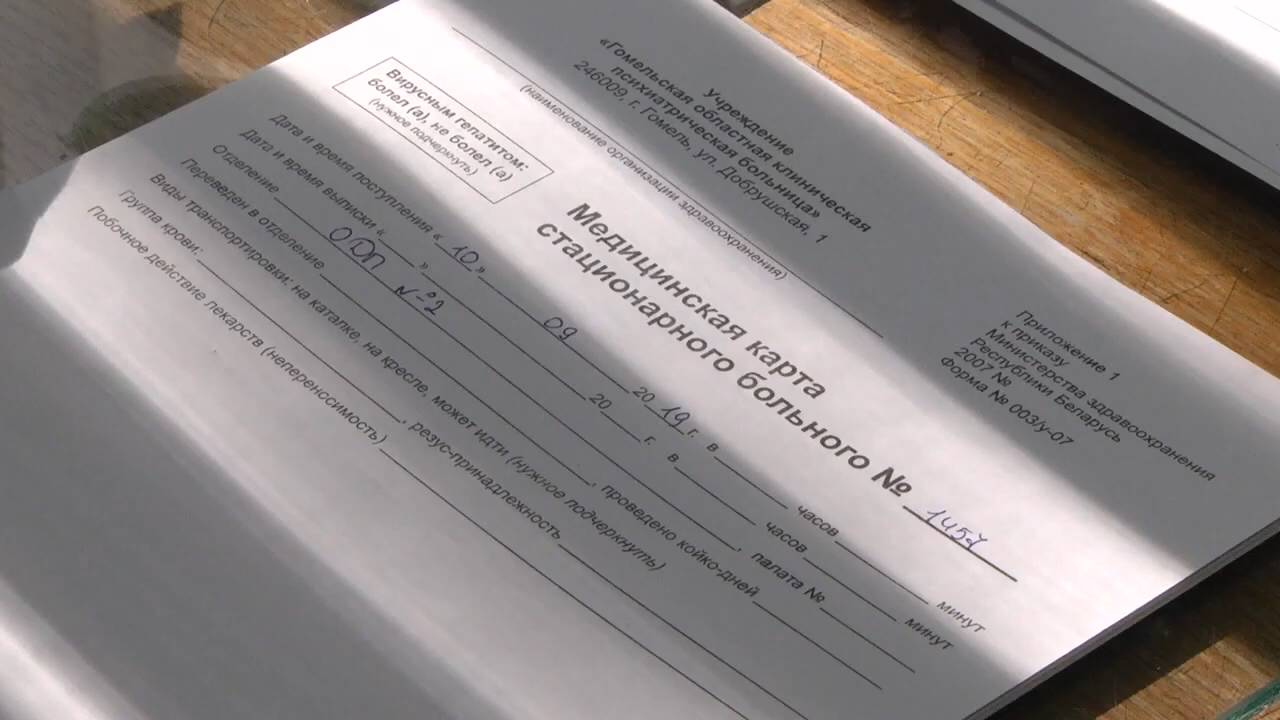 Учреждение
«Гомельская областная клиническая
психиатрическая больница»
246009, г. Гомель, ул. Добрушская, 1
(наименование организации здравоохранения)
Вирусным гепатитом:
болел (а), не болел (а)
(нужное подчеркнуть)
Приложение 1
к приказу
Министерства здравоохранения
Республики Беларусь
2007 №
Форма № 003/у-07
Медицинская карта
стационарного больного № 1457
Дата и время поступления « 10 » 09 20 19 г. в часов минут
Дата и время выписки « » 20 г. в часов минут
Отделение , палата №
Переведен в отделение №2 , проведено койко-дней
Виды транспортировки: на каталке, на кресле, может идти (нужное подчеркнуть)
Группа крови: , резус-принадлежность
Побочное действие лекарств (непереносимость)